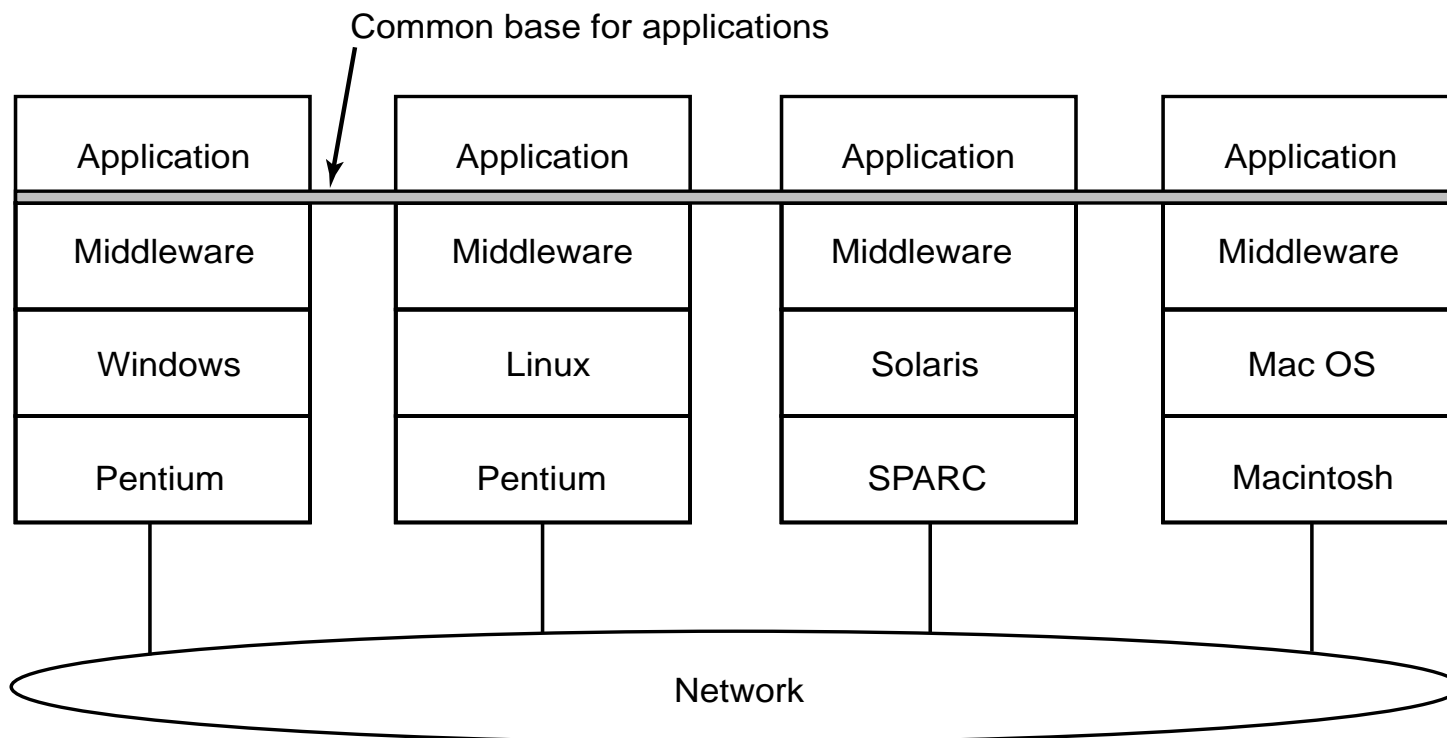 Common base for applications
Application
Application
Application
Application
Middleware
Middleware
Middleware
Middleware
Windows
Linux
Solaris
Mac OS
Pentium
Pentium
SPARC
Macintosh
Network